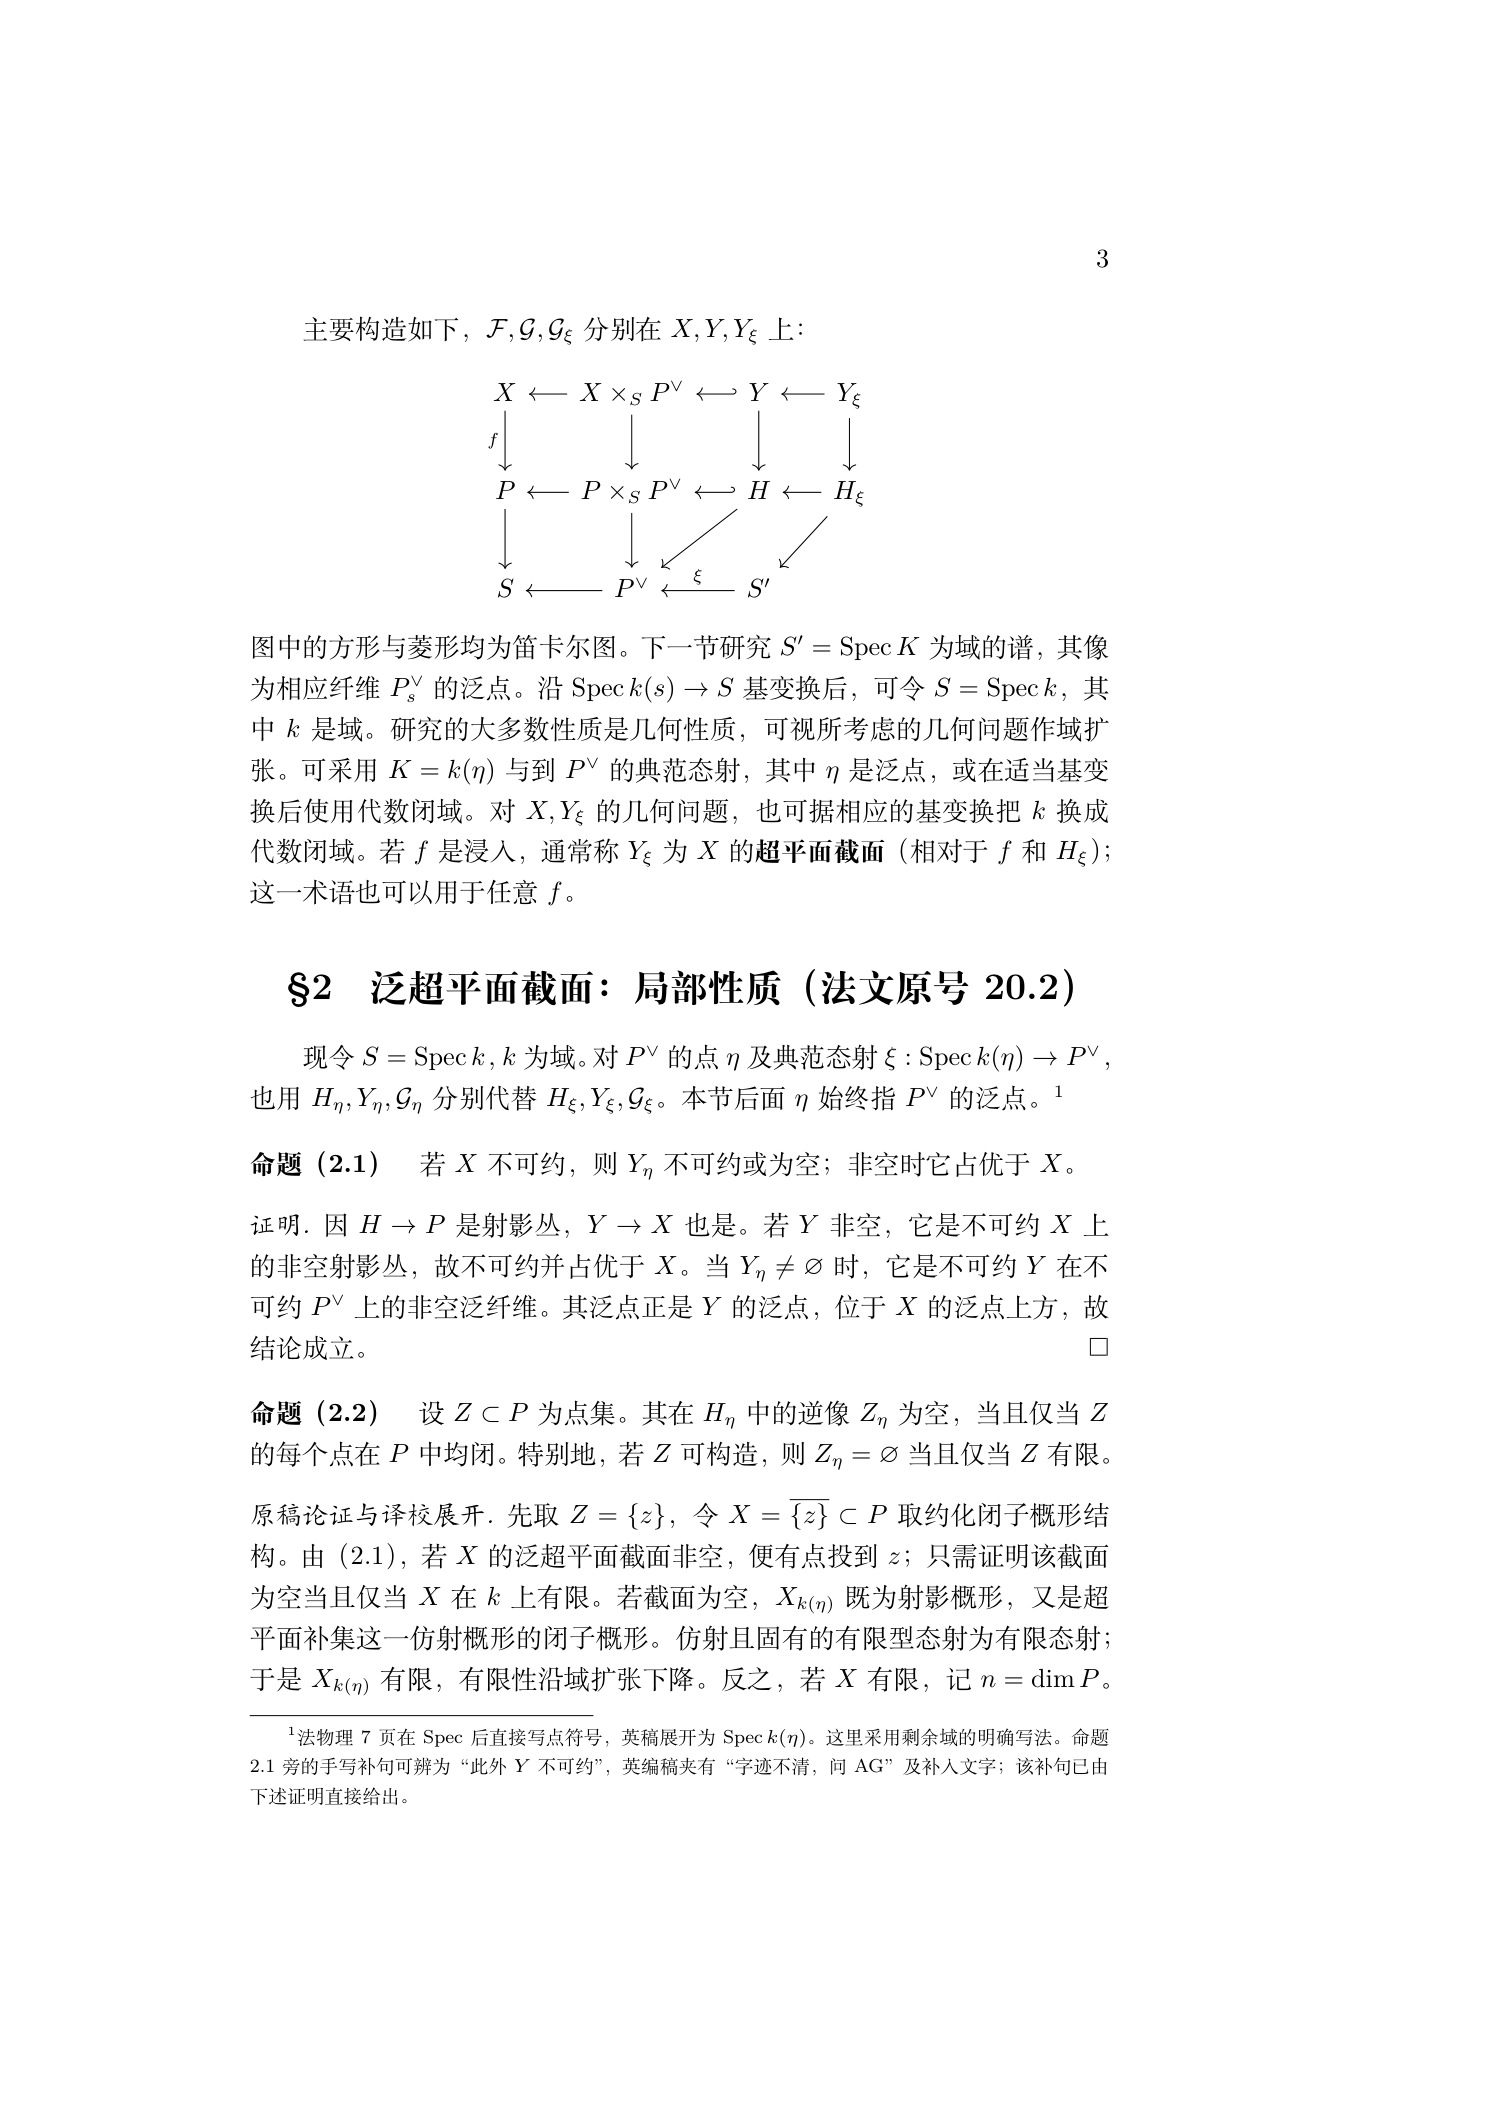 3
主要构造如下，ℱ, 𝒢, 𝒢_ξ 分别在 X, Y, Y_ξ 上：
X ⟵ X ×_S P^∨ ⟵ Y ⟵ Y_ξ
f
P ⟵ P ×_S P^∨ ⟵ H ⟵ H_ξ
ξ
S ⟵ P^∨ ⟵ S′
图中的方形与菱形均为笛卡尔图。下一节研究 S′ = Spec K 为域的谱，其像
为相应纤维 P_s^∨ 的泛点。沿 Spec k(s) → S 基变换后，可令 S = Spec k，其
中 k 是域。研究的大多数性质是几何性质，可视所考虑的几何问题作域扩
张。可采用 K = k(η) 与到 P^∨ 的典范态射，其中 η 是泛点，或在适当基变
换后使用代数闭域。对 X, Y_ξ 的几何问题，也可据相应的基变换把 k 换成
代数闭域。若 f 是浸入，通常称 Y_ξ 为 X 的超平面截面（相对于 f 和 H_ξ）；
这一术语也可以用于任意 f。
§2 泛超平面截面：局部性质（法文原号 20.2）
现令 S = Spec k, k 为域。对 P^∨ 的点 η 及典范态射 ξ : Spec k(η) → P^∨，
也用 H_η, Y_η, 𝒢_η 分别代替 H_ξ, Y_ξ, 𝒢_ξ。本节后面 η 始终指 P^∨ 的泛点。¹
命题（2.1） 若 X 不可约，则 Y_η 不可约或为空；非空时它占优于 X。
证明. 因 H → P 是射影丛，Y → X 也是。若 Y 非空，它是不可约 X 上
的非空射影丛，故不可约并占优于 X。当 Y_η ≠ ∅ 时，它是不可约 Y 在不
可约 P^∨ 上的非空泛纤维。其泛点正是 Y 的泛点，位于 X 的泛点上方，故
结论成立。 □
命题（2.2） 设 Z ⊂ P 为点集。其在 H_η 中的逆像 Z_η 为空，当且仅当 Z
的每个点在 P 中均闭。特别地，若 Z 可构造，则 Z_η = ∅ 当且仅当 Z 有限。
原稿论证与译校展开. 先取 Z = {z}，令 X = \overline{{z}} ⊂ P 取约化闭子概形结
构。由（2.1），若 X 的泛超平面截面非空，便有点投到 z；只需证明该截面
为空当且仅当 X 在 k 上有限。若截面为空，X_{k(η)} 既为射影概形，又是超
平面补集这一仿射概形的闭子概形。仿射且固有的有限型态射为有限态射；
于是 X_{k(η)} 有限，有限性沿域扩张下降。反之，若 X 有限，记 n = dim P。
¹法物理 7 页在 Spec 后直接写点符号，英稿展开为 Spec k(η)。这里采用剩余域的明确写法。命题
2.1 旁的手写补句可辨为“此外 Y 不可约”，英编稿夹有“字迹不清，问 AG”及补入文字；该补句已由
下述证明直接给出。